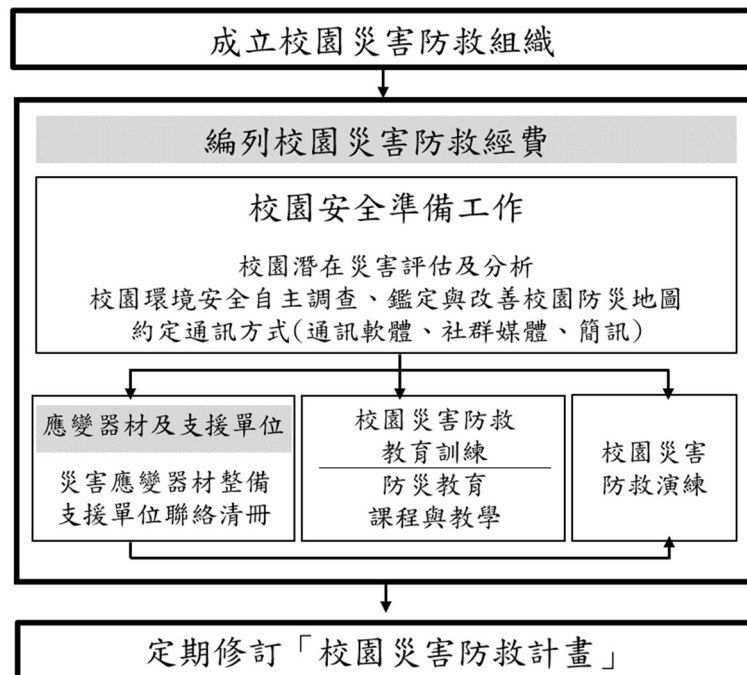 成立校園災害防救組織
編列校園災害防救經費
校園安全準備工作
校園潛在災害評估及分析
校園環境安全自主調查、鑑定與改善校園防災地圖
約定通訊方式(通訊軟體、社群媒體、簡訊)
應變器材及支援單位
災害應變器材整備
支援單位聯絡清冊
校園災害防救
教育訓練
防災教育
課程與教學
校園災害
防救演練
定期修訂「校園災害防救計畫」